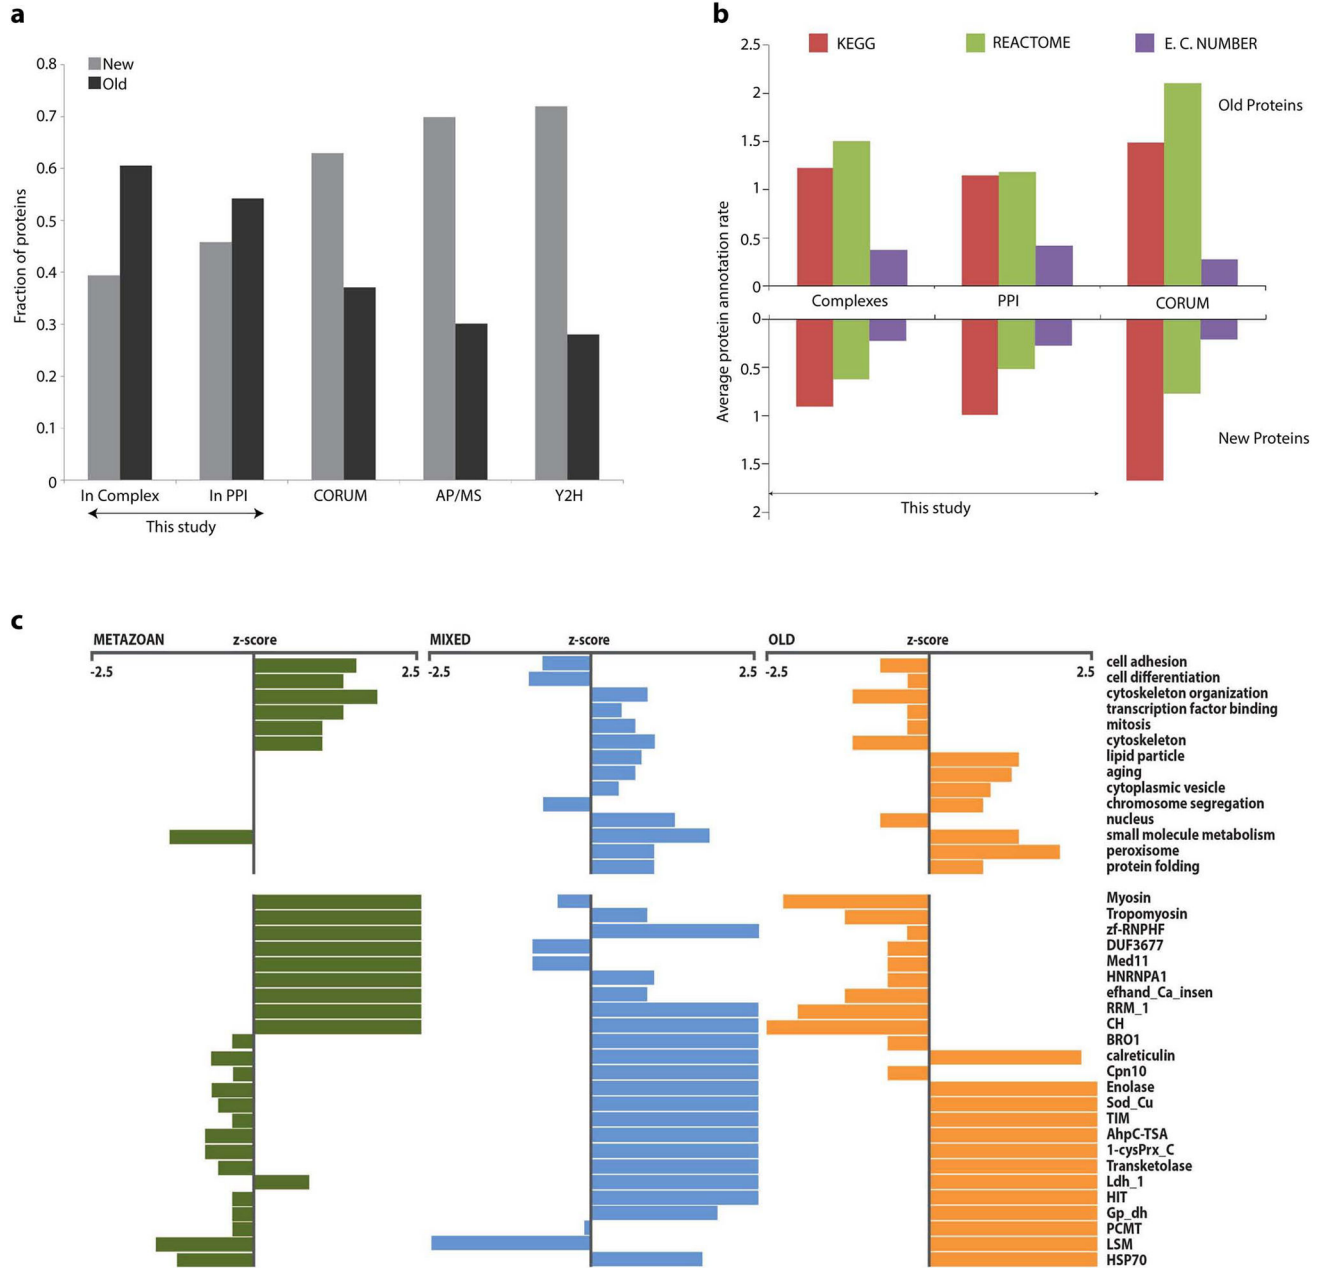 a
New
Old
Fraction of proteins
0.8
0.7
0.6
0.5
0.4
0.3
0.2
0.1
0
In Complex In PPI CORUM AP/MS Y2H
This study
b
KEGG REACTOME E. C. NUMBER
Average protein annotation rate
2.5
2
1.5
1
0.5
0
Old Proteins
Complexes PPI CORUM
0
0.5
1
1.5
2
New Proteins
This study
c
METAZOAN z-score MIXED z-score OLD z-score
-2.5 2.5 -2.5 2.5 -2.5 2.5
cell adhesion
cell differentiation
cytoskeleton organization
transcription factor binding
mitosis
cytoskeleton
lipid particle
aging
cytoplasmic vesicle
chromosome segregation
nucleus
small molecule metabolism
peroxisome
protein folding
Myosin
Tropomyosin
zf-RNPHF
DUF3677
Med11
HNRNPA1
efhand_Ca_insen
RRM_1
CH
BRO1
calreticulin
Cpn10
Enolase
Sod_Cu
TIM
AhpC-TSA
1-cysPrx_C
Transketolase
Ldh_1
HIT
Gp_dh
PCMT
LSM
HSP70